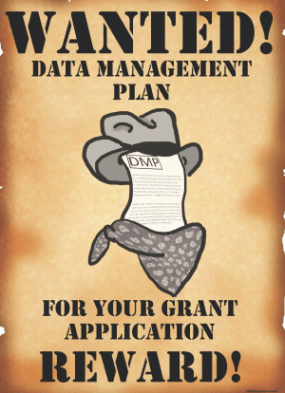 WANTED!
DATA MANAGEMENT
PLAN
DMP
FOR YOUR GRANT
APPLICATION
REWARD!